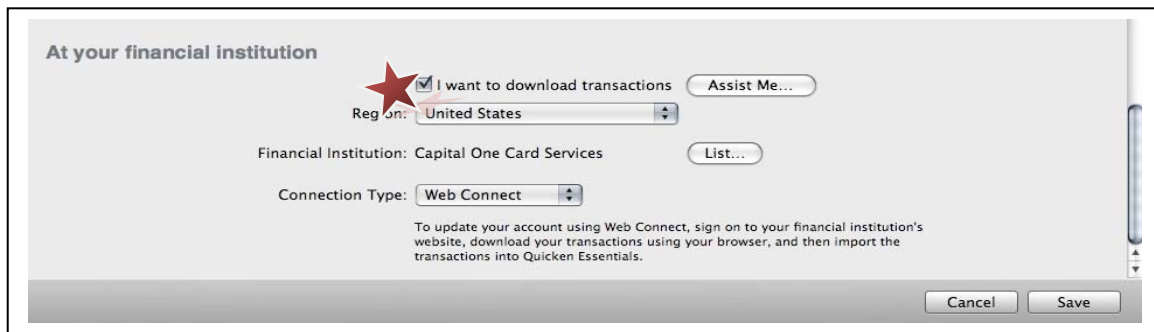 At your financial institution
I want to download transactions Assist Me...
Region: United States
Financial Institution: Capital One Card Services List...
Connection Type: Web Connect
To update your account using Web Connect, sign on to your financial institution's
website, download your transactions using your browser, and then import the
transactions into Quicken Essentials.
Cancel Save